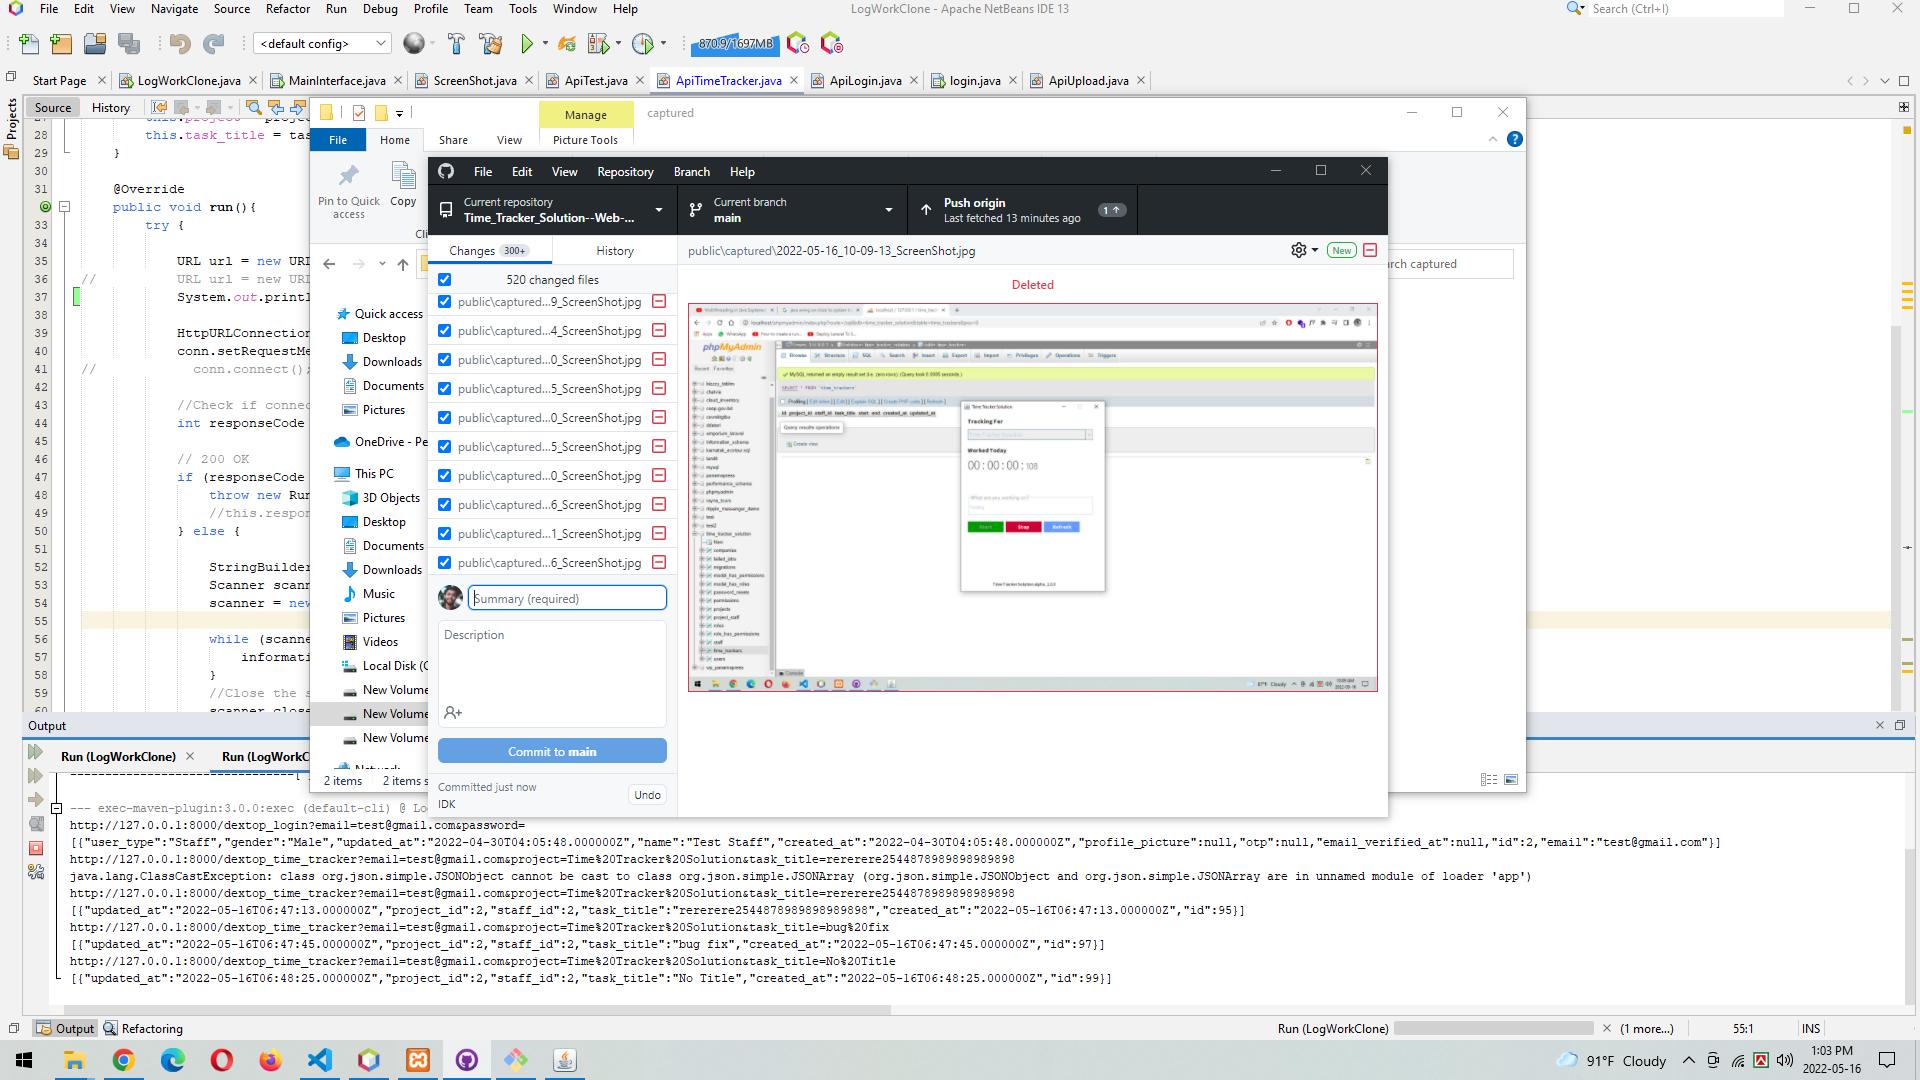 File Edit View Navigate Source Refactor Run Debug Profile Team Tools Window Help
LogWorkClone - Apache NetBeans IDE 13
Search (Ctrl+I)
<default config>
870.9/1697MB
Start Page
LogWorkClone.java
MainInterface.java
ScreenShot.java
ApiTest.java
ApiTimeTracker.java
ApiLogin.java
login.java
ApiUpload.java
Projects
Source
History
28 this.task_title = tas
29 }
30
31 @Override
public void run(){
33 try {
34
35 URL url = new URI
36 // URL url = new URI
37 System.out.printl
38
39 HttpURLConnection
40 conn.setRequestMe
41 // conn.connect();
42
43 //Check if connec
44 int responseCode
45
46 // 200 OK
47 if (responseCode
48 throw new Run
49 //this.respon
50 } else {
51
52 StringBuilder
53 Scanner scann
54 scanner = new
55
56 while (scanne
57 informati
58 }
59 //Close the s
60 scanner.close
Manage
captured
File
Home
Share
View
Picture Tools
Pin to Quick access
Copy
Quick access
Desktop
Downloads
Documents
Pictures
OneDrive - Pe
This PC
3D Objects
Desktop
Documents
Downloads
Music
Pictures
Videos
Local Disk (C
New Volume
New Volume
New Volume
Network
2 items
2 items s
rch captured
File Edit View Repository Branch Help
Current repository
Time_Tracker_Solution--Web-...
Current branch
main
Push origin
Last fetched 13 minutes ago
1
Changes 300+
History
520 changed files
public\captured...9_ScreenShot.jpg
public\captured...4_ScreenShot.jpg
public\captured...0_ScreenShot.jpg
public\captured...5_ScreenShot.jpg
public\captured...0_ScreenShot.jpg
public\captured...5_ScreenShot.jpg
public\captured...0_ScreenShot.jpg
public\captured...6_ScreenShot.jpg
public\captured...1_ScreenShot.jpg
public\captured...6_ScreenShot.jpg
Summary (required)
Description
Commit to main
Committed just now
IDK
Undo
public\captured\2022-05-16_10-09-13_ScreenShot.jpg
New
Deleted
phpMyAdmin
Time Tracker Solution
Tracking For
Worked Today
00:00:00:108
What are you working on?
Start
Stop
Refresh
Output
Run (LogWorkClone)
Run (LogWorkC
--- exec-maven-plugin:3.0.0:exec (default-cli) @ Lo
http://127.0.0.1:8000/dextop_login?email=test@gmail.com&password=
[{"user_type":"Staff","gender":"Male","updated_at":"2022-04-30T04:05:48.000000Z","name":"Test Staff","created_at":"2022-04-30T04:05:48.000000Z","profile_picture":null,"otp":null,"email_verified_at":null,"id":2,"email":"test@gmail.com"}]
http://127.0.0.1:8000/dextop_time_tracker?email=test@gmail.com&project=Time%20Tracker%20Solution&task_title=rererere2544878989898989898
java.lang.ClassCastException: class org.json.simple.JSONObject cannot be cast to class org.json.simple.JSONArray (org.json.simple.JSONObject and org.json.simple.JSONArray are in unnamed module of loader 'app')
http://127.0.0.1:8000/dextop_time_tracker?email=test@gmail.com&project=Time%20Tracker%20Solution&task_title=rererere2544878989898989898
[{"updated_at":"2022-05-16T06:47:13.000000Z","project_id":2,"staff_id":2,"task_title":"rererere2544878989898989898","created_at":"2022-05-16T06:47:13.000000Z","id":95}]
http://127.0.0.1:8000/dextop_time_tracker?email=test@gmail.com&project=Time%20Tracker%20Solution&task_title=bug%20fix
[{"updated_at":"2022-05-16T06:47:45.000000Z","project_id":2,"staff_id":2,"task_title":"bug fix","created_at":"2022-05-16T06:47:45.000000Z","id":97}]
http://127.0.0.1:8000/dextop_time_tracker?email=test@gmail.com&project=Time%20Tracker%20Solution&task_title=No%20Title
[{"updated_at":"2022-05-16T06:48:25.000000Z","project_id":2,"staff_id":2,"task_title":"No Title","created_at":"2022-05-16T06:48:25.000000Z","id":99}]
Output
Refactoring
Run (LogWorkClone)
(1 more...)
55:1
INS
91°F Cloudy
1:03 PM
2022-05-16